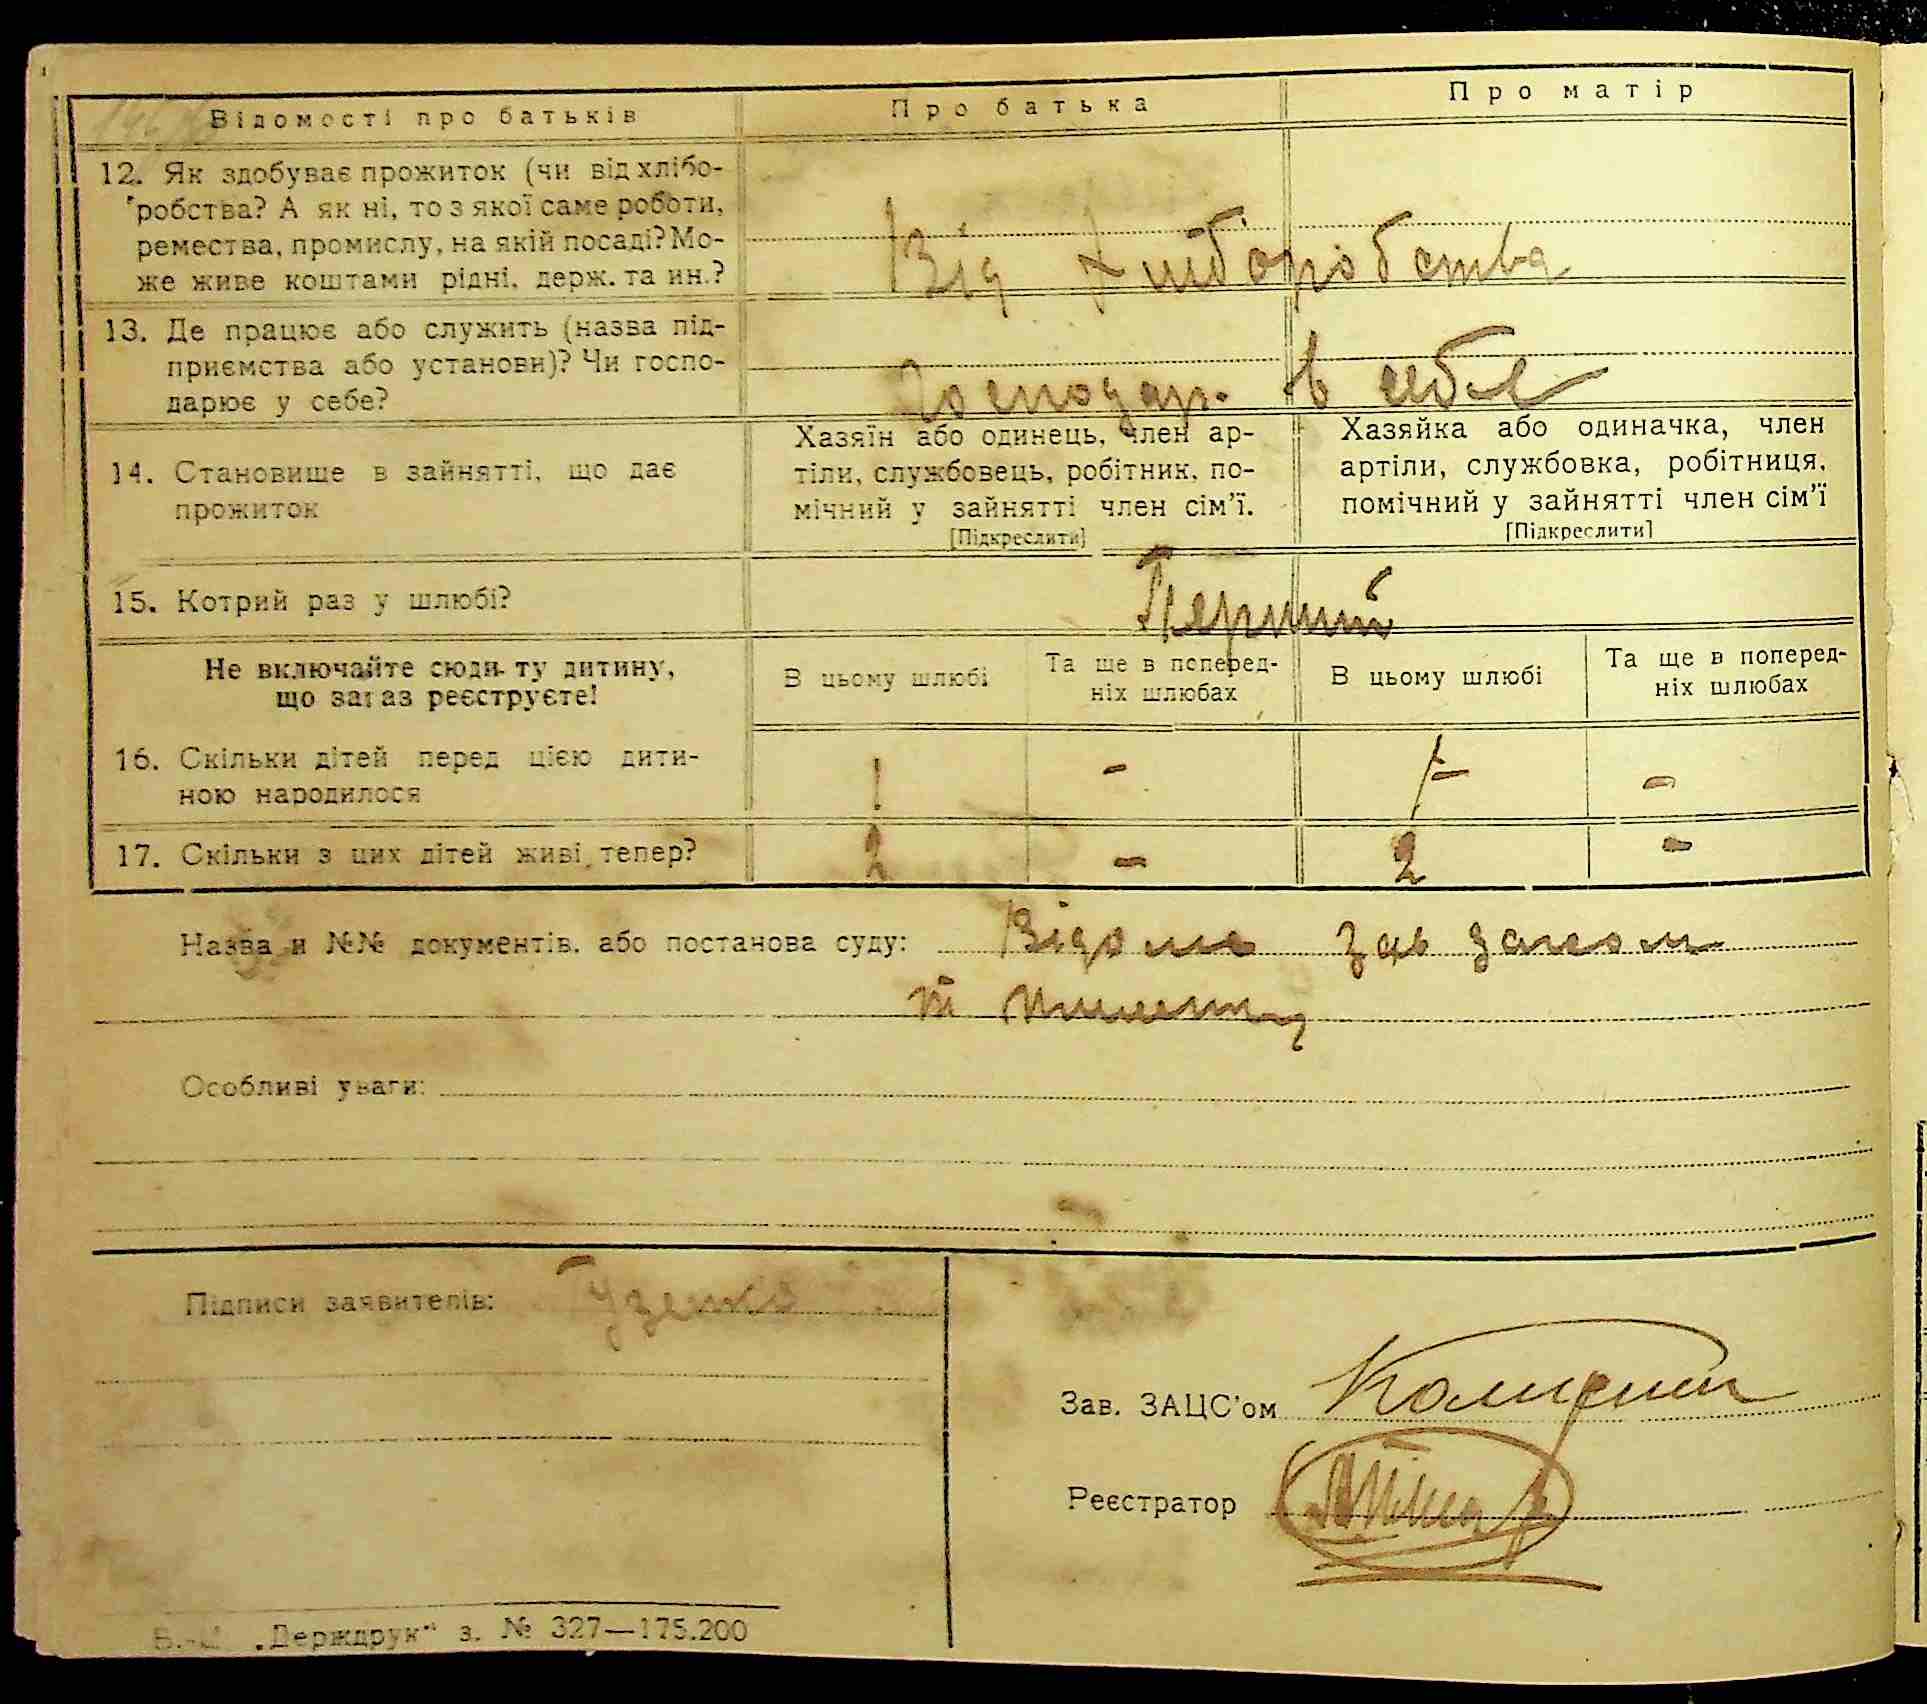 Відомості про батьків
Про батька
Про матір
12. Як здобуває прожиток (чи від хлібо-
робства? А як ні, то з якої саме роботи,
ремества, промислу, на якій посаді? Мо-
же живе коштами рідні, держ. та ин.?
Від Хліборобства
13. Де працює або служить (назва під-
приємства або установи)? Чи госпо-
дарює у себе?
Господар. в себе
14. Становище в зайнятті, що дає
прожиток
Хазяїн або одинець, член ар-
тіли, службовець, робітник, по-
мічний у зайнятті член сім'ї.
[Підкреслити]
Хазяйка або одиначка, член
артіли, службовка, робітниця,
помічний у зайнятті член сім'ї
[Підкреслити]
15. Котрий раз у шлюбі?
Перший
Не включайте сюди ту дитину,
що зараз реєструєте!
В цьому шлюбі
Та ще в поперед-
ніх шлюбах
В цьому шлюбі
Та ще в поперед-
ніх шлюбах
16. Скільки дітей перед цією дити-
ною народилося
1 - 1 -
17. Скільки з цих дітей живі тепер?
2 - 2 -
Назва и №№ документів, або постанова суду: Відоме
Особливі уваги:
Підписи заявителів: Гузенко
Зав. ЗАЦС'ом
Реєстратор
„Держдрук" з. № 327—175.200